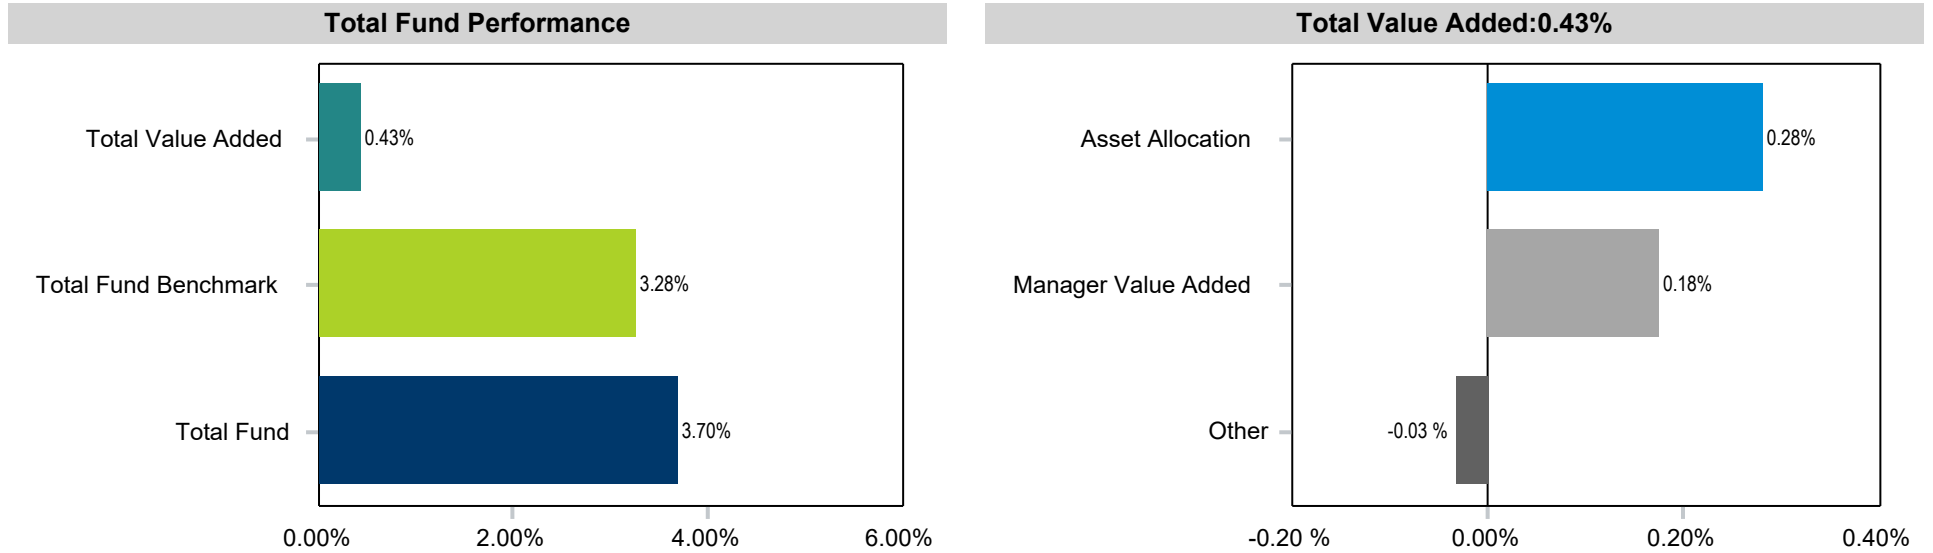 Total Fund Performance
Total Value Added
0.43%
Total Fund Benchmark
3.28%
Total Fund
3.70%
0.00%
2.00%
4.00%
6.00%
Total Value Added:0.43%
Asset Allocation
0.28%
Manager Value Added
0.18%
Other
-0.03 %
-0.20 %
0.00%
0.20%
0.40%